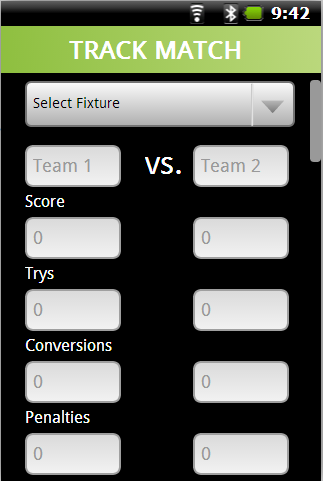 9:42
TRACK MATCH
Select Fixture
Team 1 VS. Team 2
Score
0 0
Trys
0 0
Conversions
0 0
Penalties
0 0